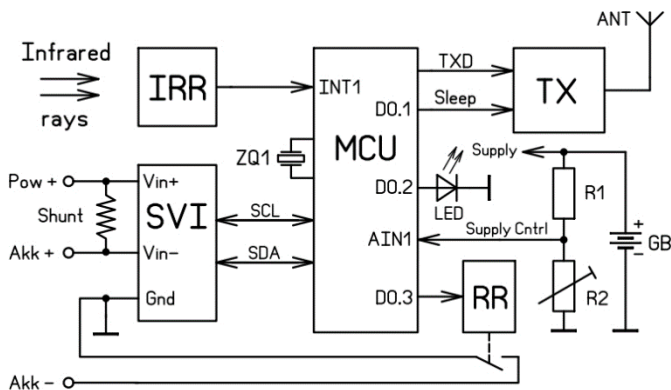 ANT
Infrared
rays
IRR
INT1
MCU
TXD
D0.1
Sleep
TX
ZQ1
Supply
D0.2
LED
R1
Pow +
Vin+
Shunt
SVI
SCL
AIN1
Supply Cntrl
+
−
GB
Akk +
Vin−
SDA
Gnd
D0.3
RR
R2
Akk −